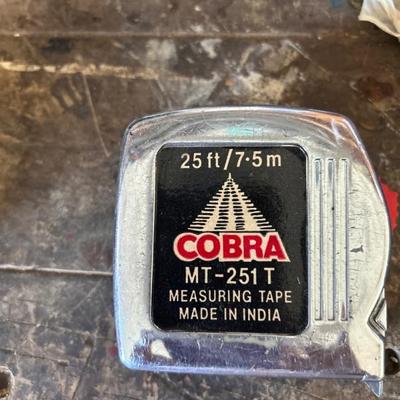 25 ft/7·5 m
COBRA
MT-251 T
MEASURING TAPE
MADE IN INDIA